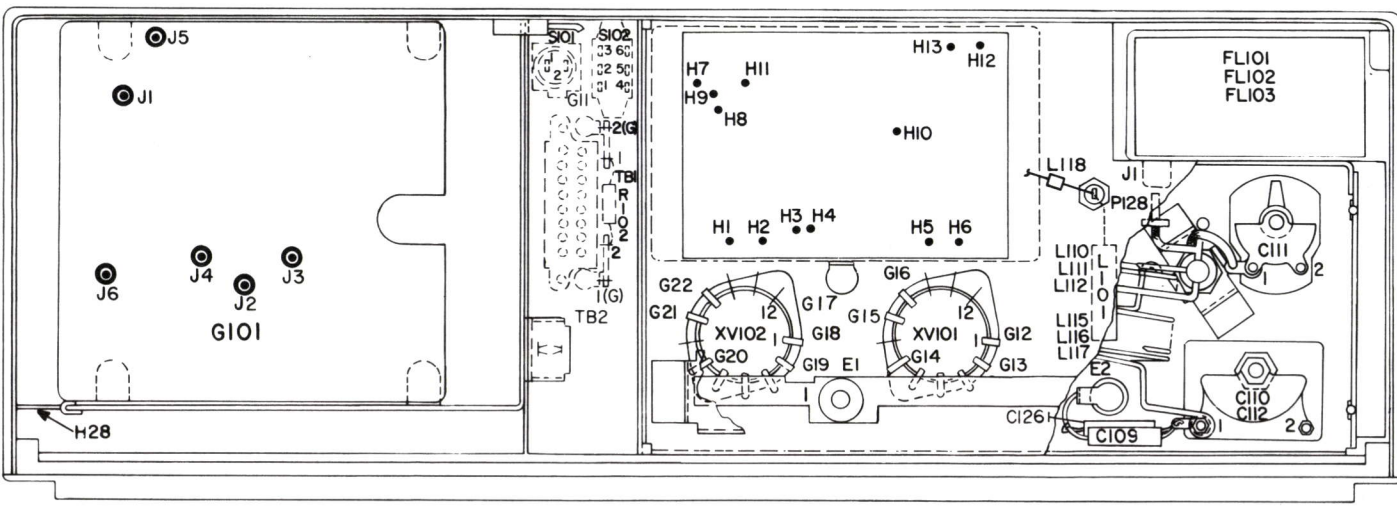 J5
J1
J4
J3
J6
J2
G101
H28
S101
S102
1
2
3 6
2 5
1 4
G11
2(G)
1
TB1
R
1
0
2
2
1(G)
TB2
H13
H12
H7
H11
H9
H8
H10
H1
H2
H3
H4
H5
H6
FL101
FL102
FL103
L118
J1
P128
C111
1
2
L110
L111
L112
L
1
0
1
L115
L116
L117
G22
G21
12
XV102
1
G17
G18
G20
G19
E1
1
G16
G15
12
XV101
1
G12
G14
G13
E2
C126
C109
C110
C112
1
2